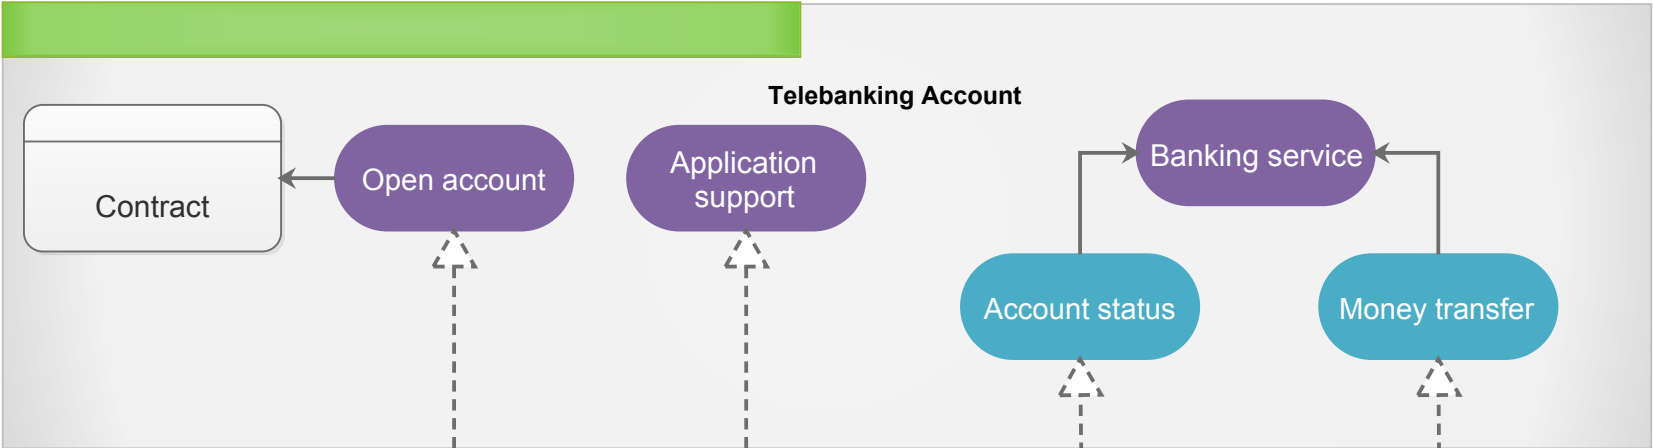 Telebanking Account
Contract
Open account
Application
support
Banking service
Account status
Money transfer